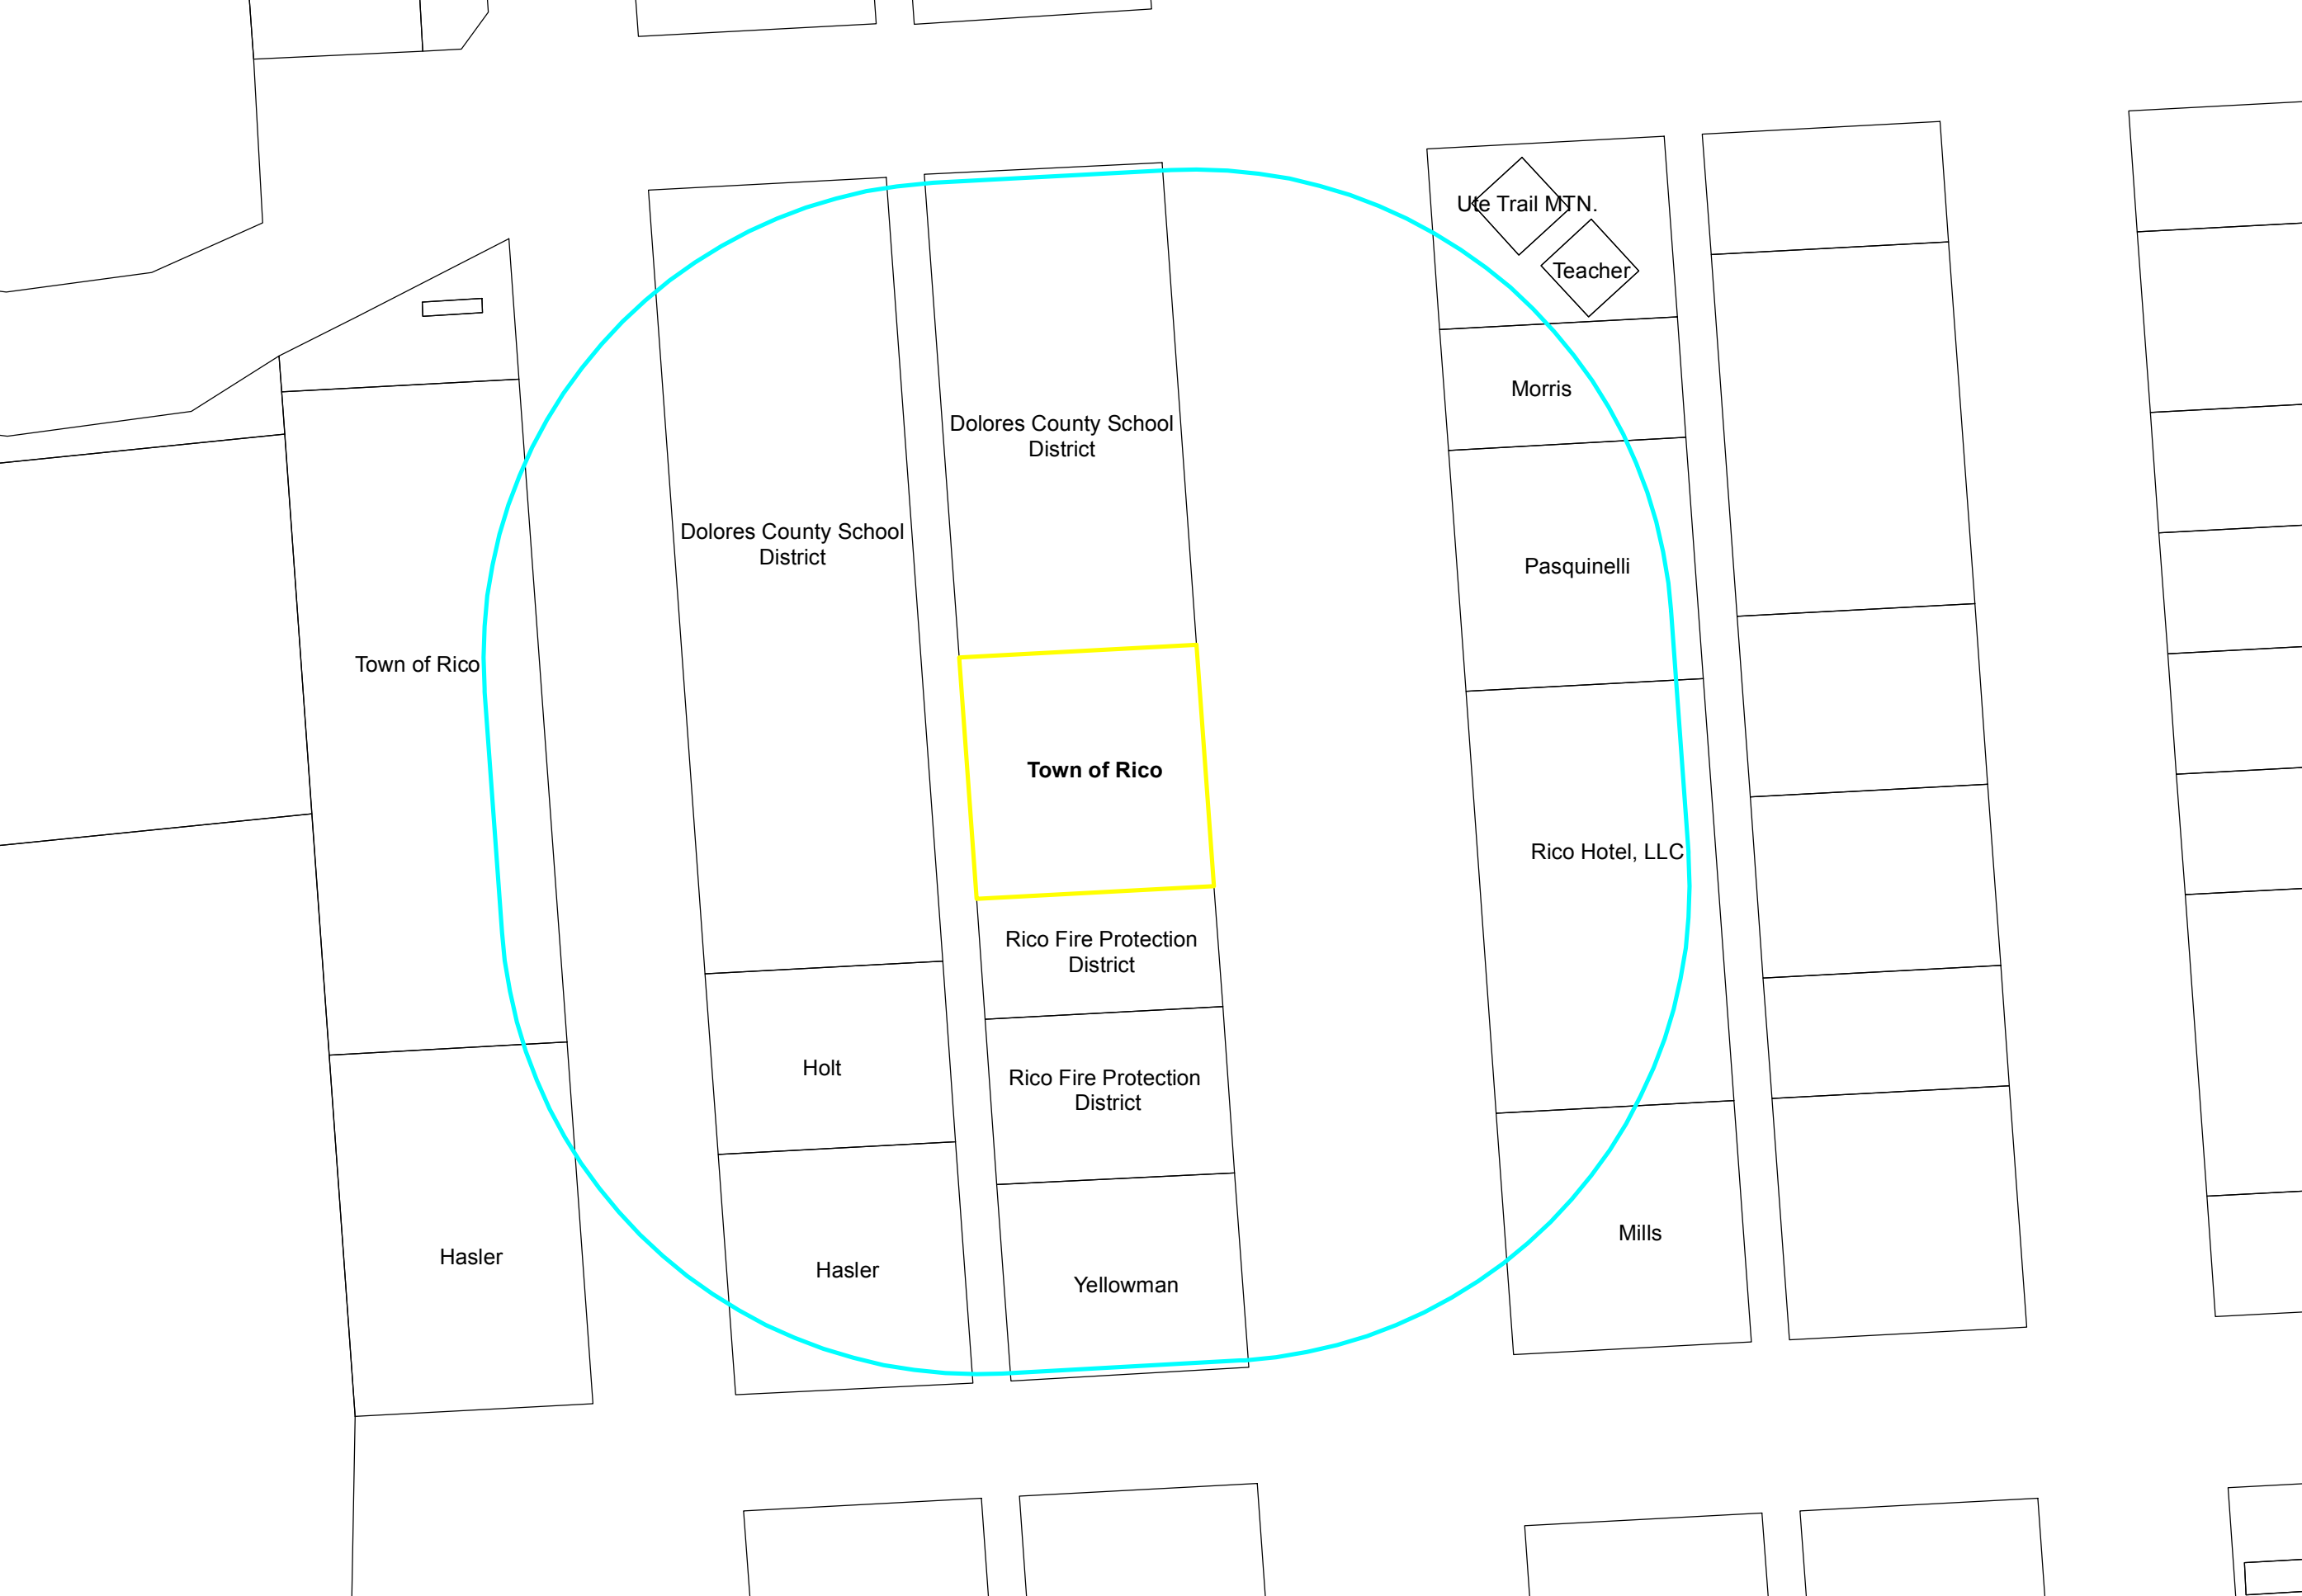 Ute Trail MTN.
Teacher
Morris
Dolores County School
District
Dolores County School
District
Pasquinelli
Town of Rico
Town of Rico
Rico Hotel, LLC
Rico Fire Protection
District
Holt
Rico Fire Protection
District
Mills
Hasler
Hasler
Yellowman